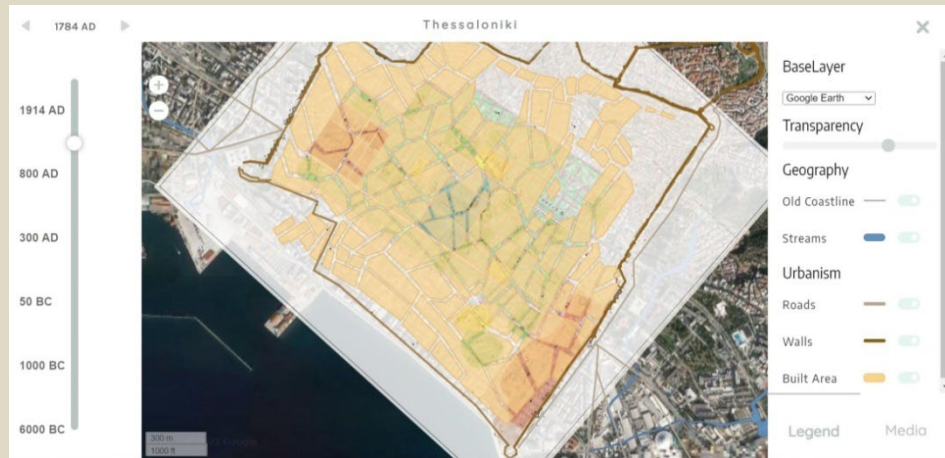 1784 AD
Thessaloniki
1914 AD
800 AD
300 AD
50 BC
1000 BC
6000 BC
+
−
300 m
1000 ft
BaseLayer
Google Earth
Transparency
Geography
Old Coastline
Streams
Urbanism
Roads
Walls
Built Area
Legend
Media